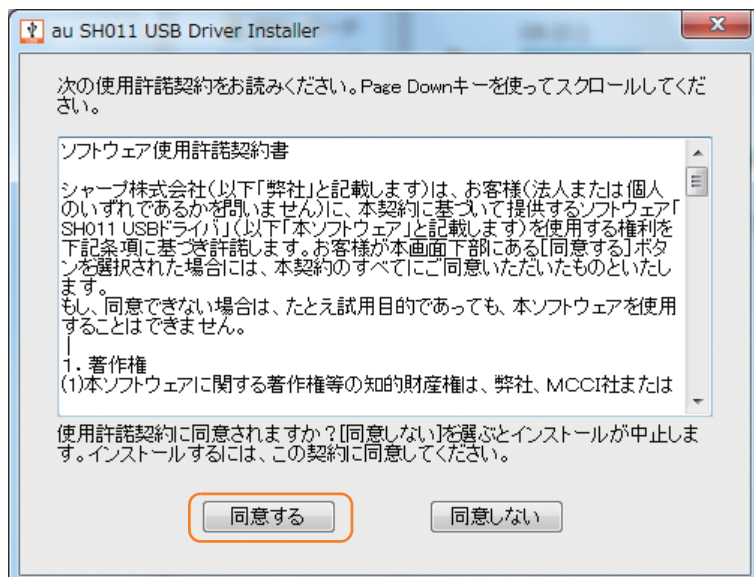 au SH011 USB Driver Installer
次の使用許諾契約をお読みください。Page Downキーを使ってスクロールしてくだ
さい。
ソフトウェア使用許諾契約書
シャープ株式会社(以下「弊社」と記載します)は、お客様(法人または個人
のいずれであるかを問いません)に、本契約に基づいて提供するソフトウェア「
SH011 USBドライバ」(以下「本ソフトウェア」と記載します)を使用する権利を
下記条項に基づき許諾します。お客様が本画面下部にある[同意する]ボタ
ンを選択された場合には、本契約のすべてにご同意いただいたものといたし
ます。
もし、同意できない場合は、たとえ試用目的であっても、本ソフトウェアを使用
することはできません。
1. 著作権
(1)本ソフトウェアに関する著作権等の知的財産権は、弊社、MCCI社または
使用許諾契約に同意されますか?[同意しない]を選ぶとインストールが中止しま
す。インストールするには、この契約に同意してください。
同意する
同意しない